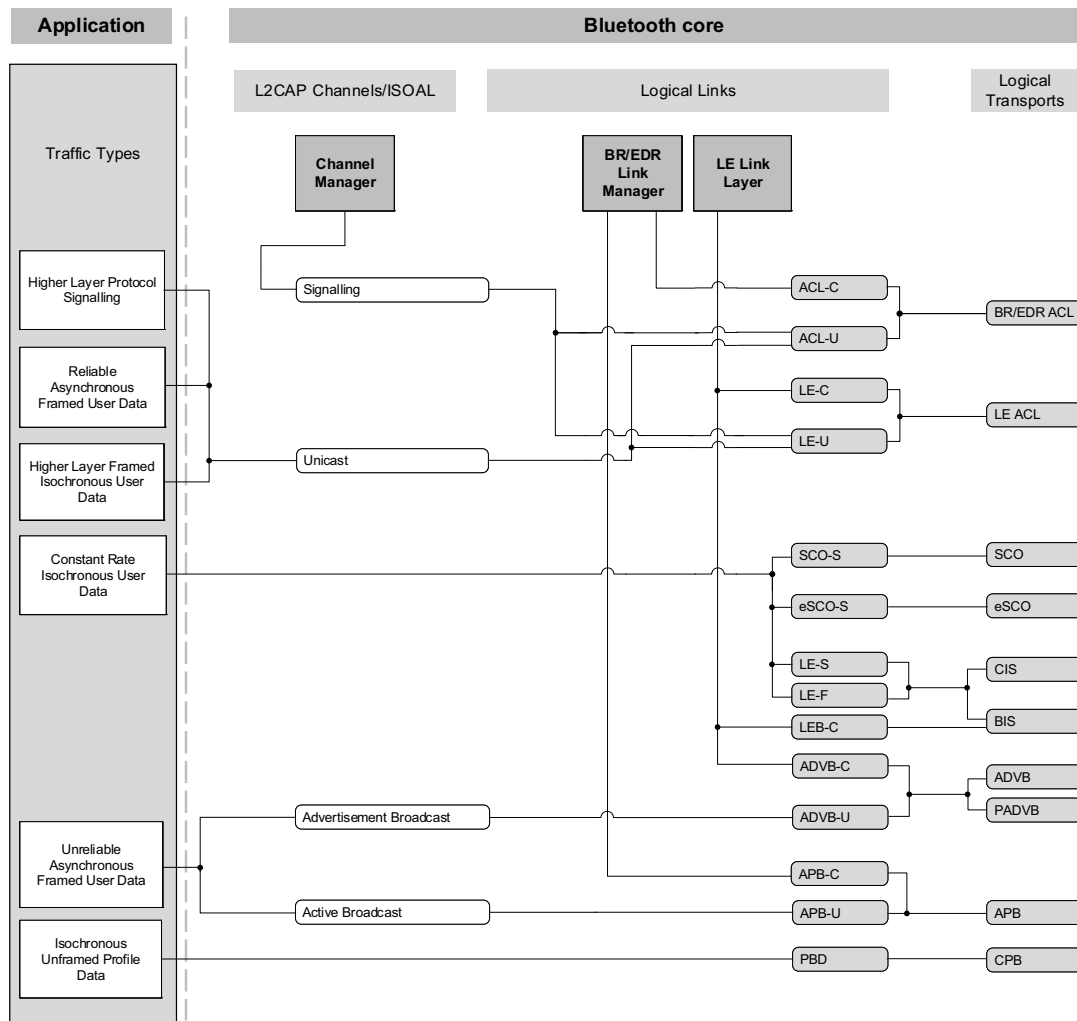 Application
Bluetooth core
L2CAP Channels/ISOAL
Logical Links
Logical
Transports
Traffic Types
Channel
Manager
BR/EDR
Link
Manager
LE Link
Layer
Higher Layer Protocol
Signalling
Signalling
ACL-C
BR/EDR ACL
ACL-U
Reliable
Asynchronous
Framed User Data
LE-C
LE ACL
LE-U
Higher Layer Framed
Isochronous User
Data
Unicast
Constant Rate
Isochronous User
Data
SCO-S
SCO
eSCO-S
eSCO
LE-S
CIS
LE-F
LEB-C
BIS
ADVB-C
ADVB
PADVB
Advertisement Broadcast
ADVB-U
Unreliable
Asynchronous
Framed User Data
APB-C
Active Broadcast
APB-U
APB
Isochronous
Unframed Profile
Data
PBD
CPB